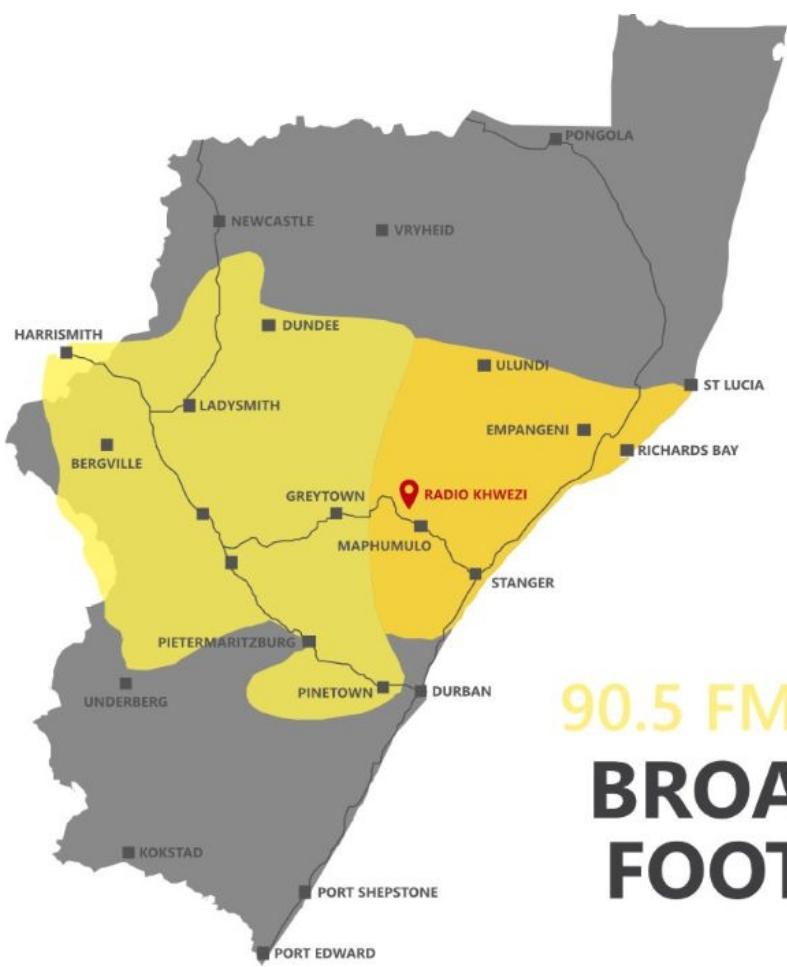 PONGOLA
NEWCASTLE
VRYHEID
DUNDEE
HARRISMITH
ULUNDI
ST LUCIA
LADYSMITH
EMPANGENI
BERGVILLE
RICHARDS BAY
GREYTOWN
RADIO KHWEZI
MAPHUMULO
STANGER
PIETERMARITZBURG
PINETOWN
DURBAN
UNDERBERG
90.5 FM
BROA
FOOT
KOKSTAD
PORT SHEPSTONE
PORT EDWARD